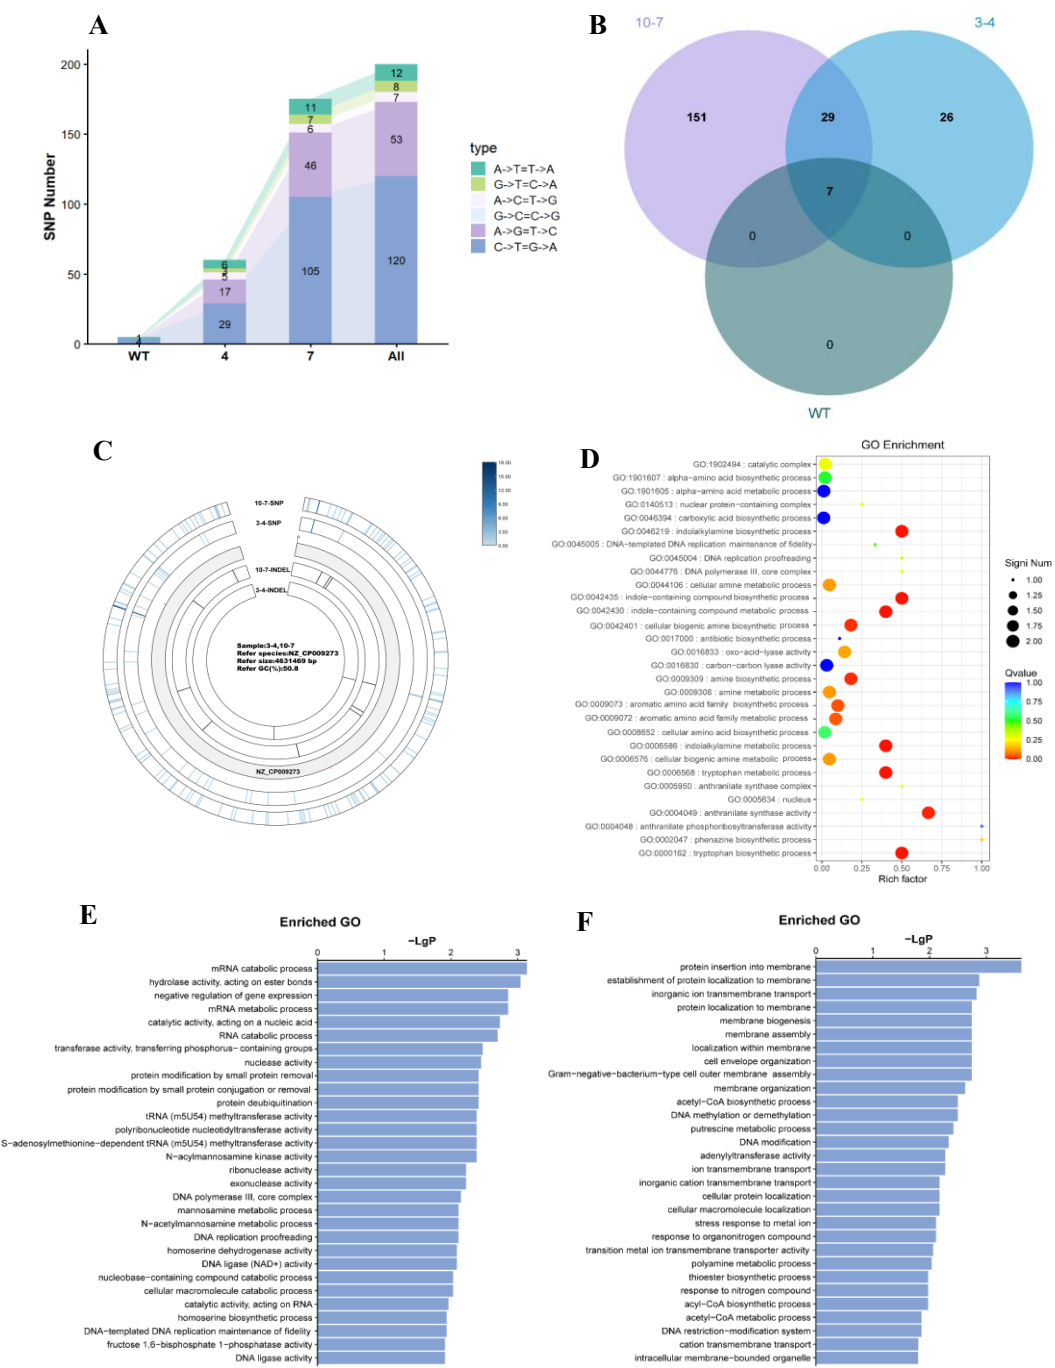 A
SNP Number
200
150
100
50
0
1
4
6
5
17
29
11
7
6
46
105
12
8
7
53
120
WT
4
7
All
type
A->T=T->A
G->T=C->A
A->C=T->G
G->C=C->G
A->G=T->C
C->T=G->A
B
10-7
3-4
151
29
26
7
0
0
0
WT
C
10-7-SNP
3-4-SNP
10-7-INDEL
3-4-INDEL
Sample:3-4,10-7
Refer species:NZ_CP009273
Refer size:4631469 bp
Refer GC(%):50.8
NZ_CP009273
D
GO Enrichment
GO:1902494 : catalytic complex
GO:1901607 : alpha-amino acid biosynthetic process
GO:1901605 : alpha-amino acid metabolic process
GO:0140513 : nuclear protein-containing complex
GO:0046394 : carboxylic acid biosynthetic process
GO:0046219 : indolalkylamine biosynthetic process
GO:0045005 : DNA-templated DNA replication maintenance of fidelity
GO:0045004 : DNA replication proofreading
GO:0044776 : DNA polymerase III, core complex
GO:0044106 : cellular amine metabolic process
GO:0042435 : indole-containing compound biosynthetic process
GO:0042430 : indole-containing compound metabolic process
GO:0042401 : cellular biogenic amine biosynthetic process
GO:0017000 : antibiotic biosynthetic process
GO:0016833 : oxo-acid-lyase activity
GO:0016830 : carbon-carbon lyase activity
GO:0009309 : amine biosynthetic process
GO:0009308 : amine metabolic process
GO:0009073 : aromatic amino acid family biosynthetic process
GO:0009072 : aromatic amino acid family metabolic process
GO:0008652 : cellular amino acid biosynthetic process
GO:0006586 : indolalkylamine metabolic process
GO:0006576 : cellular biogenic amine metabolic process
GO:0006568 : tryptophan metabolic process
GO:0005950 : anthranilate synthase complex
GO:0005634 : nucleus
GO:0004049 : anthranilate synthase activity
GO:0004048 : anthranilate phosphoribosyltransferase activity
GO:0002047 : phenazine biosynthetic process
GO:0000162 : tryptophan biosynthetic process
0.00 0.25 0.50 0.75 1.00
Rich factor
Signi Num
1.00
1.25
1.50
1.75
2.00
Qvalue
1.00
0.75
0.50
0.25
0.00
E
Enriched GO
−LgP
0 1 2 3
mRNA catabolic process
hydrolase activity, acting on ester bonds
negative regulation of gene expression
mRNA metabolic process
catalytic activity, acting on a nucleic acid
RNA catabolic process
transferase activity, transferring phosphorus−containing groups
nuclease activity
protein modification by small protein removal
protein modification by small protein conjugation or removal
protein deubiquitination
tRNA (m5U54) methyltransferase activity
polyribonucleotide nucleotidyltransferase activity
S−adenosylmethionine−dependent tRNA (m5U54) methyltransferase activity
N−acylmannosamine kinase activity
ribonuclease activity
exonuclease activity
DNA polymerase III, core complex
mannosamine metabolic process
N−acetylmannosamine metabolic process
DNA replication proofreading
homoserine dehydrogenase activity
DNA ligase (NAD+) activity
nucleobase−containing compound catabolic process
cellular macromolecule catabolic process
catalytic activity, acting on RNA
homoserine biosynthetic process
DNA−templated DNA replication maintenance of fidelity
fructose 1,6−bisphosphate 1−phosphatase activity
DNA ligase activity
F
Enriched GO
−LgP
0 1 2 3
protein insertion into membrane
establishment of protein localization to membrane
inorganic ion transmembrane transport
protein localization to membrane
membrane biogenesis
membrane assembly
localization within membrane
cell envelope organization
Gram−negative−bacterium−type cell outer membrane assembly
membrane organization
acetyl−CoA biosynthetic process
DNA methylation or demethylation
putrescine metabolic process
DNA modification
adenylyltransferase activity
ion transmembrane transport
inorganic cation transmembrane transport
cellular protein localization
cellular macromolecule localization
stress response to metal ion
response to organonitrogen compound
transition metal ion transmembrane transporter activity
polyamine metabolic process
thioester biosynthetic process
response to nitrogen compound
acyl−CoA biosynthetic process
acetyl−CoA metabolic process
DNA restriction−modification system
cation transmembrane transport
intracellular membrane−bounded organelle